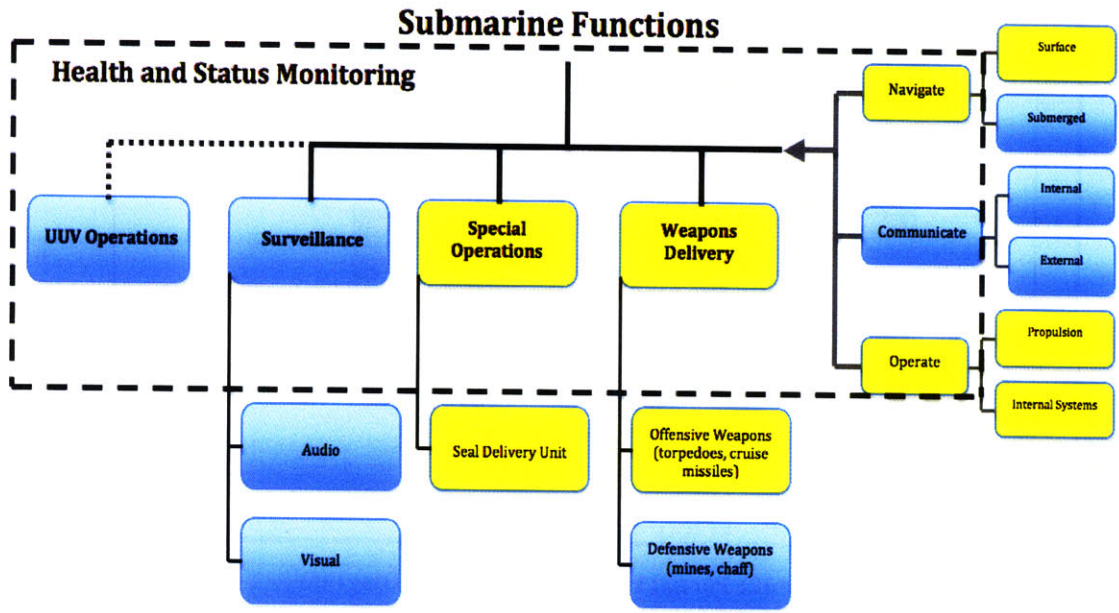 Submarine Functions
Health and Status Monitoring
Surface
Navigate
Submerged
UUV Operations
Surveillance
Special
Operations
Weapons
Delivery
Internal
Communicate
External
Propulsion
Operate
Internal Systems
Audio
Seal Delivery Unit
Offensive Weapons
(torpedoes, cruise
missiles)
Visual
Defensive Weapons
(mines, chaff)